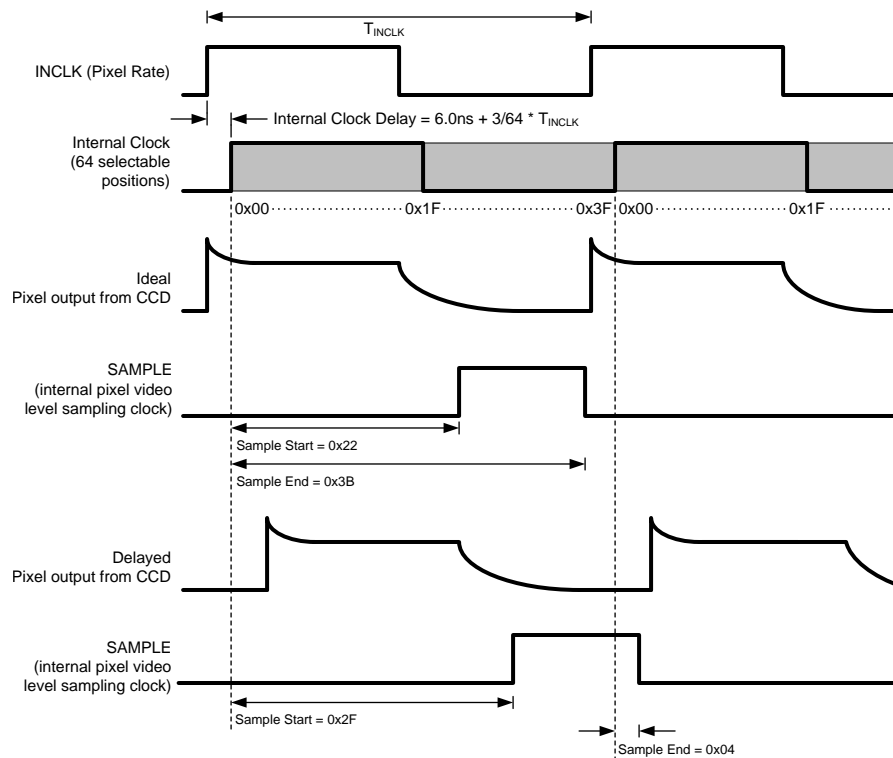 T_INCLK
INCLK (Pixel Rate)
Internal Clock Delay = 6.0ns + 3/64 * T_INCLK
Internal Clock
(64 selectable
positions)
0x00 0x1F 0x3F 0x00 0x1F
Ideal
Pixel output from CCD
SAMPLE
(internal pixel video
level sampling clock)
Sample Start = 0x22
Sample End = 0x3B
Delayed
Pixel output from CCD
SAMPLE
(internal pixel video
level sampling clock)
Sample Start = 0x2F
Sample End = 0x04